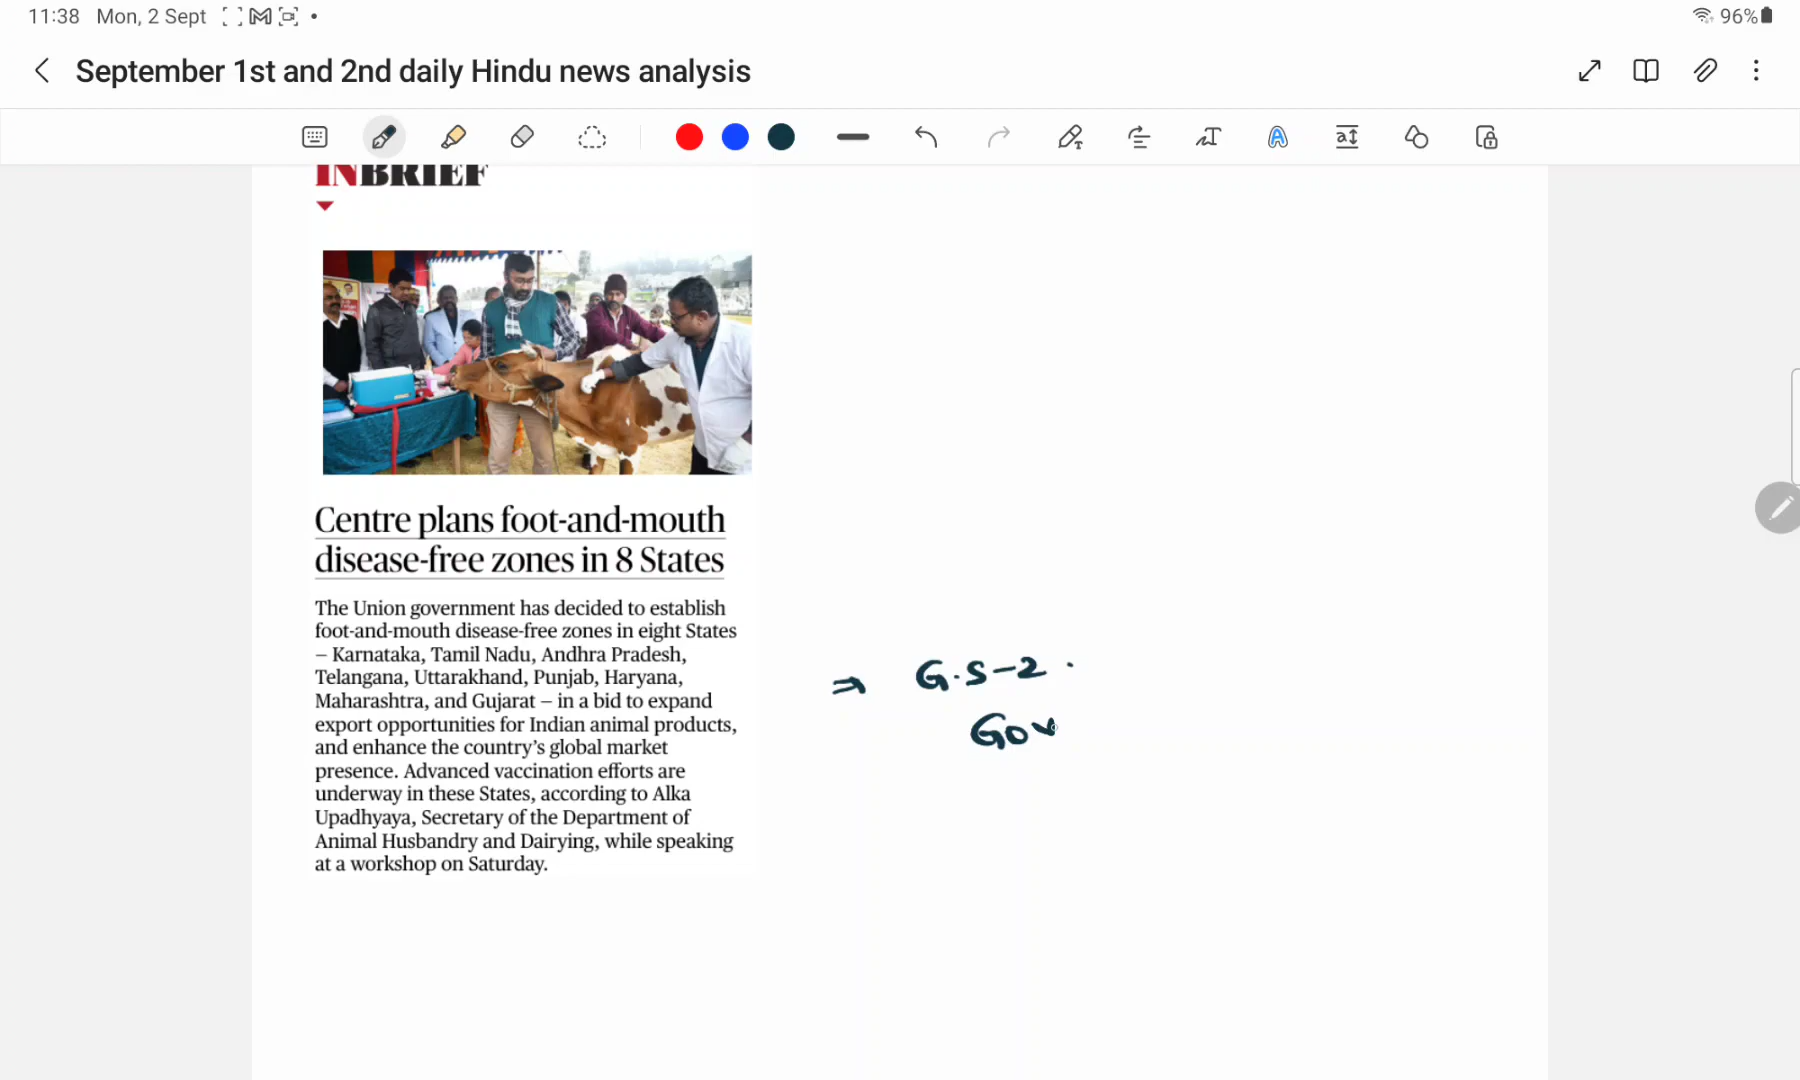 11:38 Mon, 2 Sept 96%
September 1st and 2nd daily Hindu news analysis
INBRIEF
Centre plans foot-and-mouth
disease-free zones in 8 States
The Union government has decided to establish
foot-and-mouth disease-free zones in eight States
– Karnataka, Tamil Nadu, Andhra Pradesh,
Telangana, Uttarakhand, Punjab, Haryana,
Maharashtra, and Gujarat – in a bid to expand
export opportunities for Indian animal products,
and enhance the country's global market
presence. Advanced vaccination efforts are
underway in these States, according to Alka
Upadhyaya, Secretary of the Department of
Animal Husbandry and Dairying, while speaking
at a workshop on Saturday.
⇒ G.S-2.
Gov